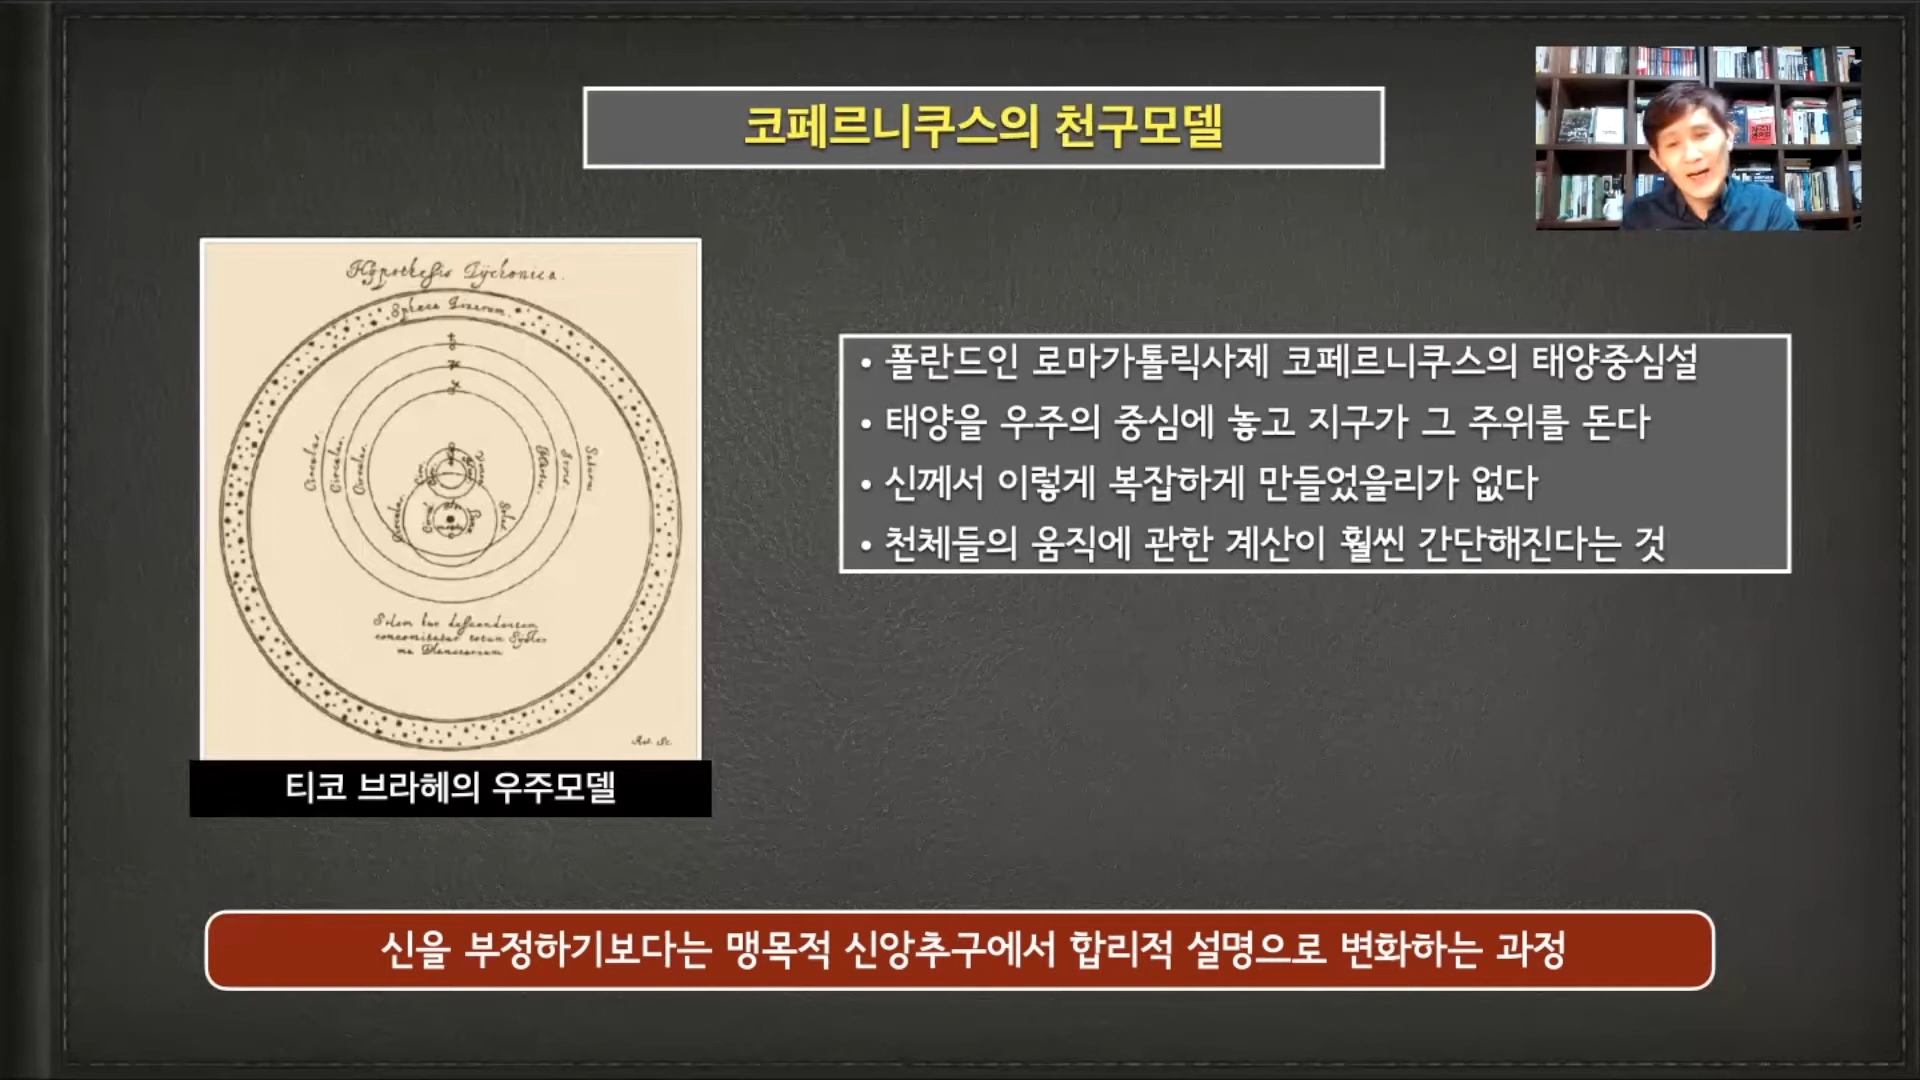 코페르니쿠스의 천구모델
Hypothesis Tychonica.
Circular.
Circular.
Circular.
티코 브라헤의 우주모델
• 폴란드인 로마가톨릭사제 코페르니쿠스의 태양중심설
• 태양을 우주의 중심에 놓고 지구가 그 주위를 돈다
• 신께서 이렇게 복잡하게 만들었을리가 없다
• 천체들의 움직에 관한 계산이 훨씬 간단해진다는 것
신을 부정하기보다는 맹목적 신앙추구에서 합리적 설명으로 변화하는 과정